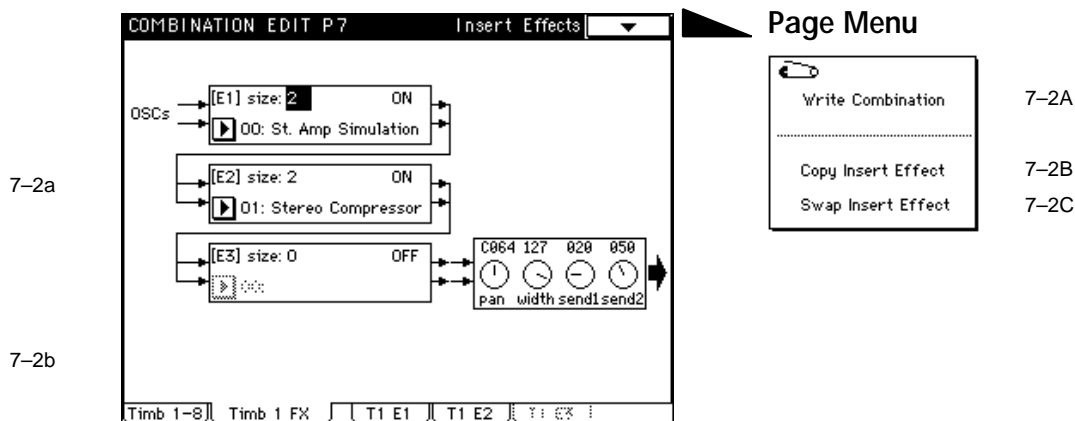 COMBINATION EDIT P7 Insert Effects
OSCs
[E1] size: 2 ON
00: St. Amp Simulation
[E2] size: 2 ON
01: Stereo Compressor
[E3] size: 0 OFF
C064 127 020 050
pan width send1 send2
Timb 1-8 Timb 1 FX T1 E1 T1 E2
7–2a
7–2b
Page Menu
Write Combination 7–2A
Copy Insert Effect 7–2B
Swap Insert Effect 7–2C